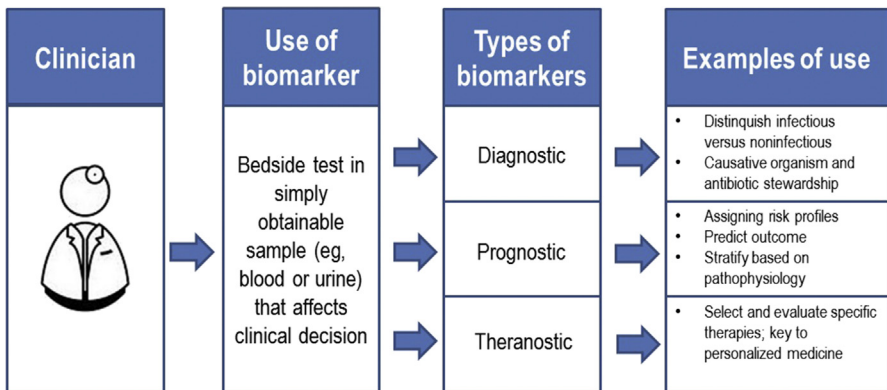 Clinician
Use of
biomarker
Types of
biomarkers
Examples of use
Bedside test in
simply
obtainable
sample (eg,
blood or urine)
that affects
clinical decision
Diagnostic
• Distinquish infectious
versus noninfectious
• Causative organism and
antibiotic stewardship
Prognostic
• Assigning risk profiles
• Predict outcome
• Stratify based on
pathophysiology
Theranostic
• Select and evaluate specific
therapies; key to
personalized medicine